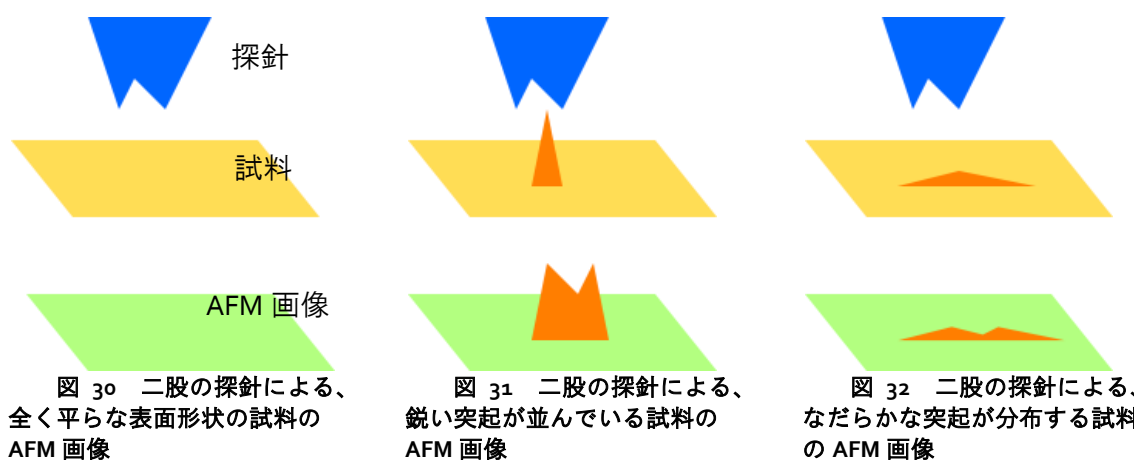 探針
試料
AFM 画像
図 30 二股の探針による、
全く平らな表面形状の試料の
AFM 画像
図 31 二股の探針による、
鋭い突起が並んでいる試料の
AFM 画像
図 32 二股の探針による、
なだらかな突起が分布する試料
の AFM 画像